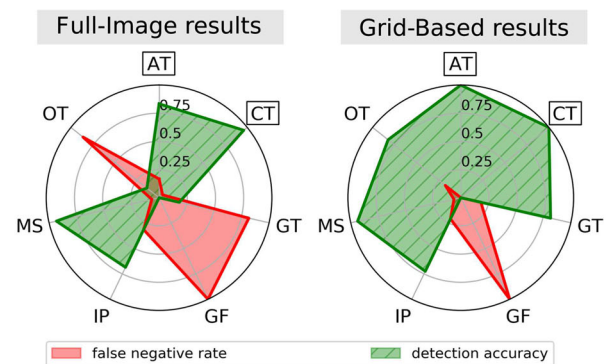 Full-Image results
Grid-Based results
AT
CT
GT
GF
IP
MS
OT
0.75
0.5
0.25
AT
CT
GT
GF
IP
MS
OT
0.75
0.5
0.25
false negative rate
detection accuracy